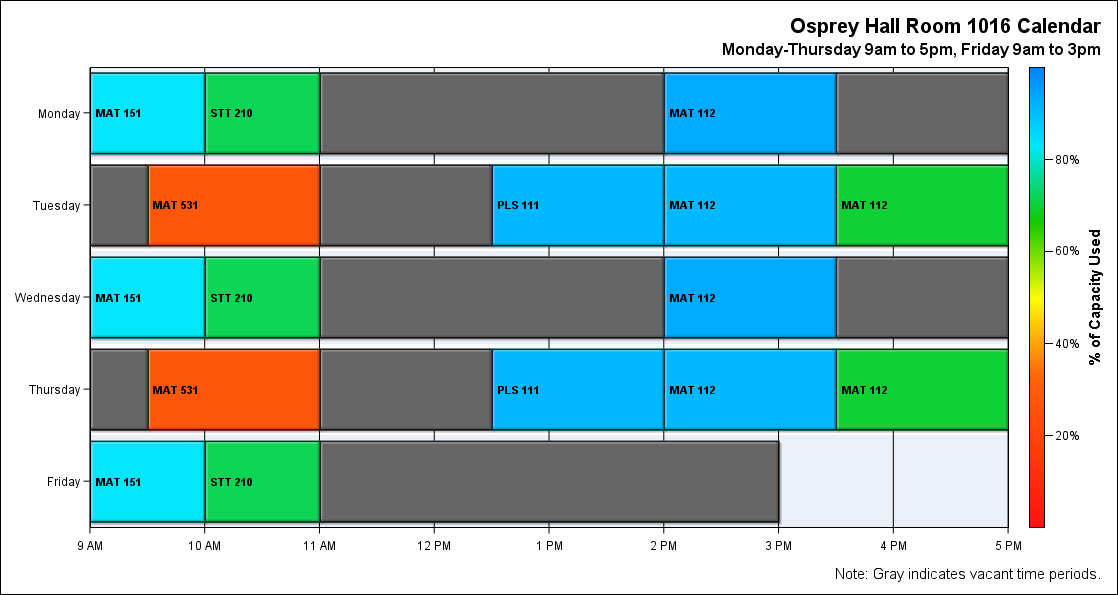 Osprey Hall Room 1016 Calendar
Monday-Thursday 9am to 5pm, Friday 9am to 3pm
Monday
MAT 151
STT 210
MAT 112
Tuesday
MAT 531
PLS 111
MAT 112
MAT 112
Wednesday
MAT 151
STT 210
MAT 112
Thursday
MAT 531
PLS 111
MAT 112
MAT 112
Friday
MAT 151
STT 210
9 AM
10 AM
11 AM
12 PM
1 PM
2 PM
3 PM
4 PM
5 PM
80%
60%
40%
20%
% of Capacity Used
Note: Gray indicates vacant time periods.